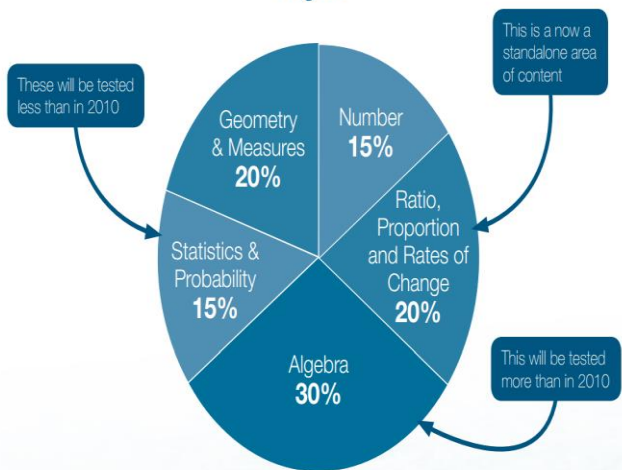 This is a now a
standalone area
of content
These will be tested
less than in 2010
Geometry
& Measures
20%
Number
15%
Ratio,
Proportion
and Rates of
Change
20%
Statistics &
Probability
15%
Algebra
30%
This will be tested
more than in 2010